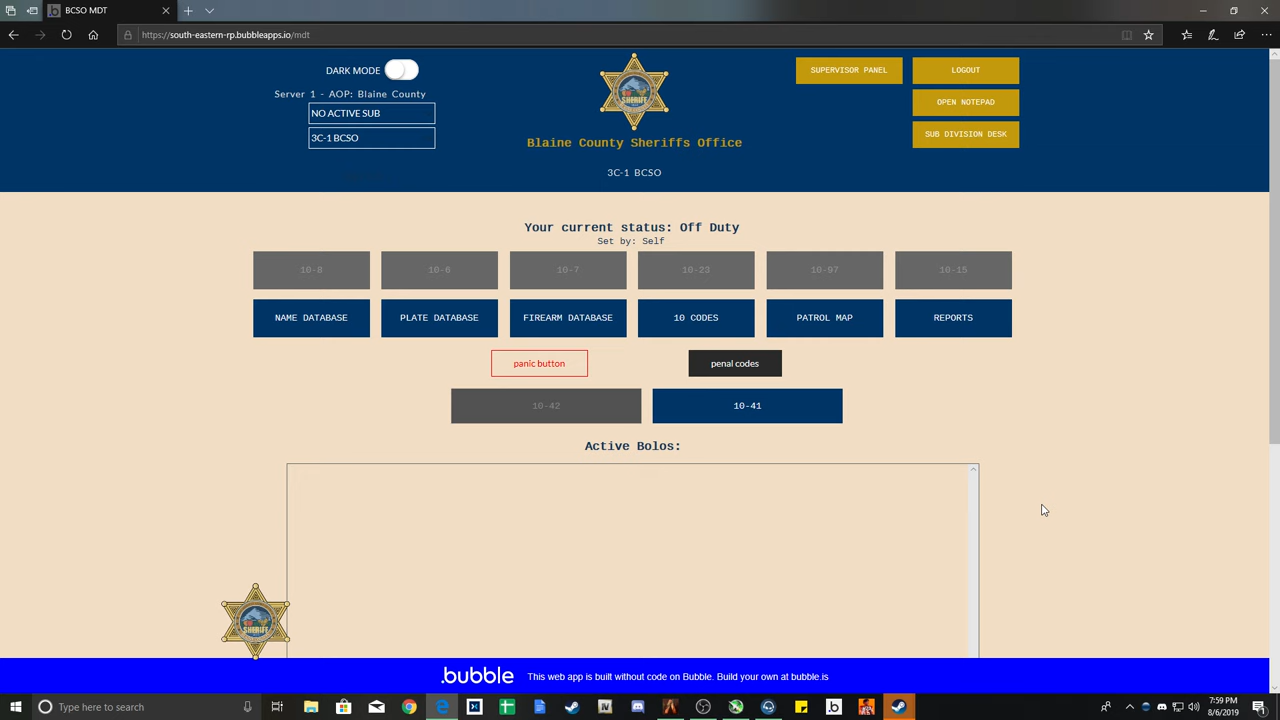 BCSO MDT
https://south-eastern-rp.bubbleapps.io/mdt
DARK MODE
Server 1 - AOP: Blaine County
NO ACTIVE SUB
3C-1 BCSO
SHERIFF
Blaine County Sheriffs Office
3C-1 BCSO
SUPERVISOR PANEL
LOGOUT
OPEN NOTEPAD
SUB DIVISION DESK
Your current status: Off Duty
Set by: Self
10-8 10-6 10-7 10-23 10-97 10-15
NAME DATABASE PLATE DATABASE FIREARM DATABASE 10 CODES PATROL MAP REPORTS
panic button penal codes
10-42 10-41
Active Bolos:
SHERIFF
.bubble This web app is built without code on Bubble. Build your own at bubble.is
Type here to search
7:59 PM
8/6/2019